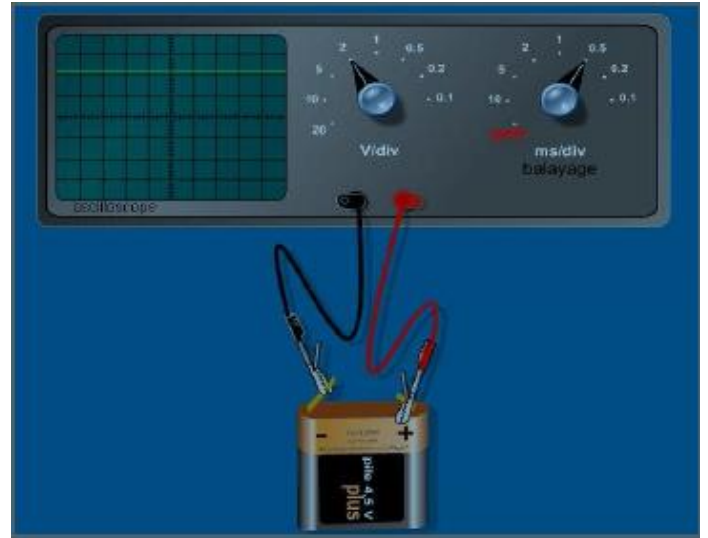 2 1 0.5
5 0.2
10 0.1
20
V/div
2 1 0.5
5 0.2
10 0.1
ms/div
balayage
oscilloscope
- +
pile 4,5 V
plus